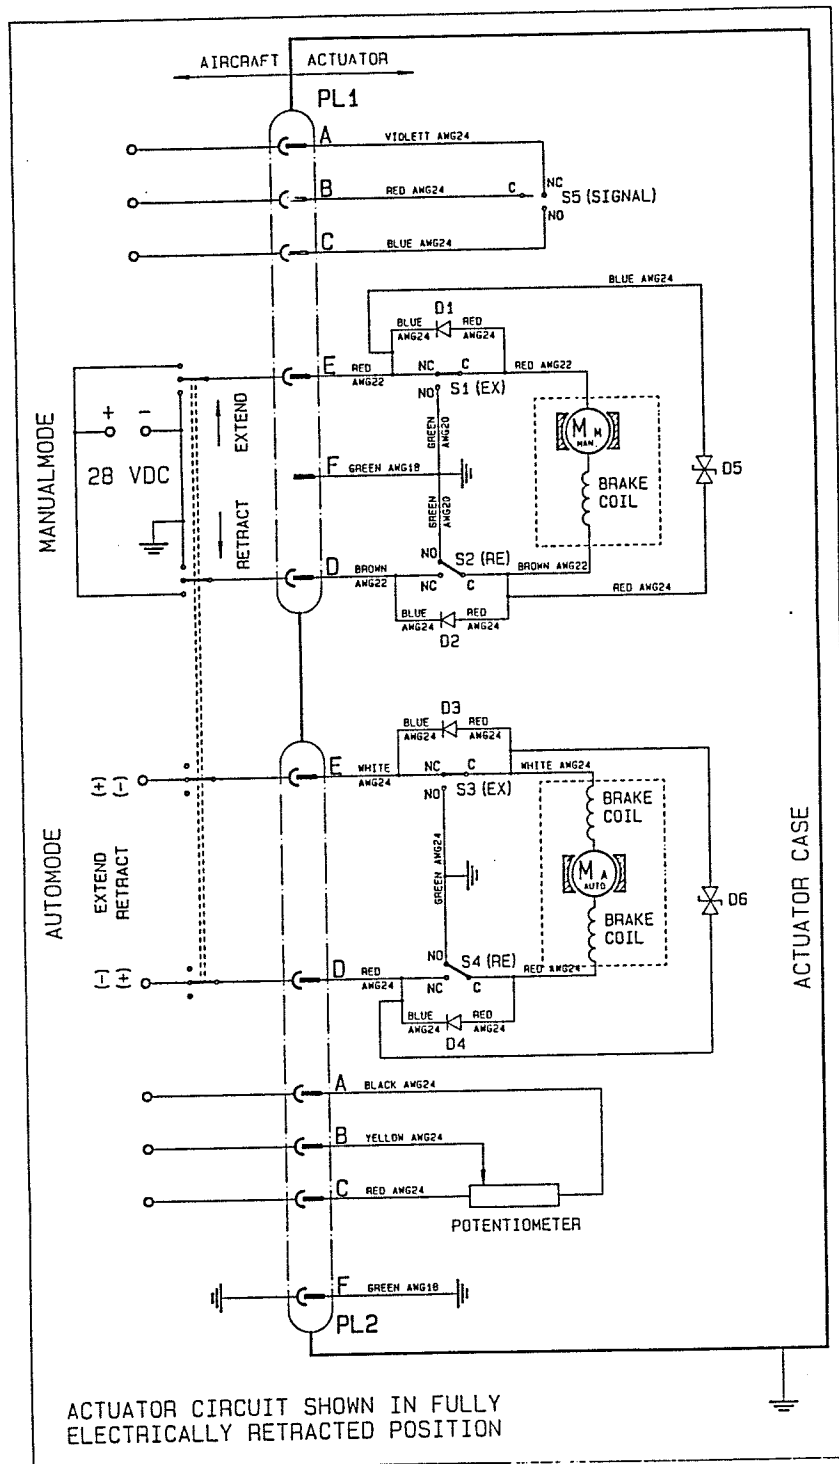 AIRCRAFT ACTUATOR
PL1
A VIOLETT AWG24
B RED AWG24 C NC S5 (SIGNAL)
NO
C BLUE AWG24
BLUE AWG24
D1
BLUE AWG24 RED AWG24
E RED AWG22 NC C RED AWG22
NO S1 (EX)
MANUALMODE
+ -
28 VDC
EXTEND
RETRACT
GREEN AWG20
F GREEN AWG18
GREEN AWG20
M M
MAN.
BRAKE COIL
D5
NO S2 (RE)
D BROWN AWG22 NC C BROWN AWG22
RED AWG24
BLUE AWG24 RED AWG24
D2
D3
BLUE AWG24 RED AWG24
E WHITE AWG24 NC C WHITE AWG24
NO S3 (EX)
(+) (-)
AUTOMODE
EXTEND RETRACT
GREEN AWG24
BRAKE COIL
M A
AUTO
BRAKE COIL
D6
ACTUATOR CASE
NO S4 (RE)
(-) (+)
D RED AWG24 NC C RED AWG24
BLUE AWG24 RED AWG24
D4
A BLACK AWG24
B YELLOW AWG24
C RED AWG24
POTENTIOMETER
F GREEN AWG18
PL2
ACTUATOR CIRCUIT SHOWN IN FULLY
ELECTRICALLY RETRACTED POSITION